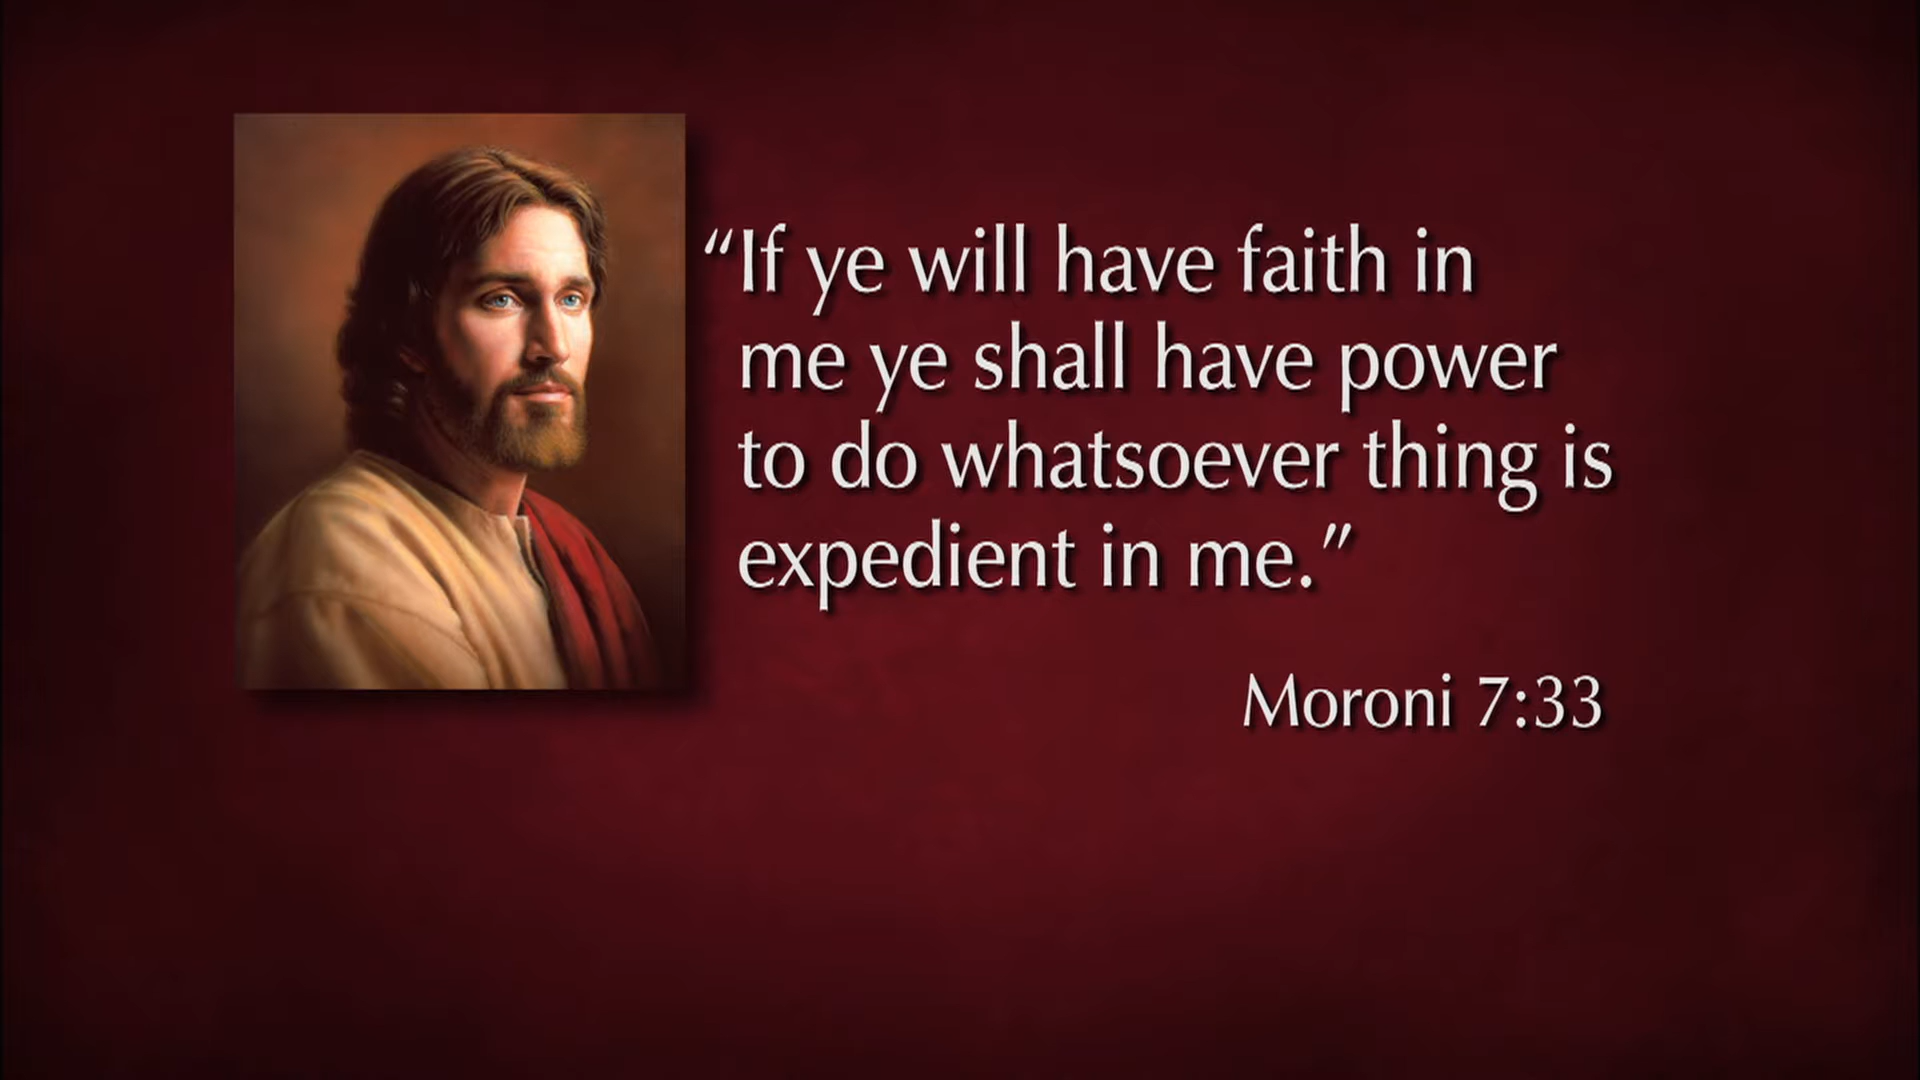 “If ye will have faith in
me ye shall have power
to do whatsoever thing is
expedient in me.”
Moroni 7:33